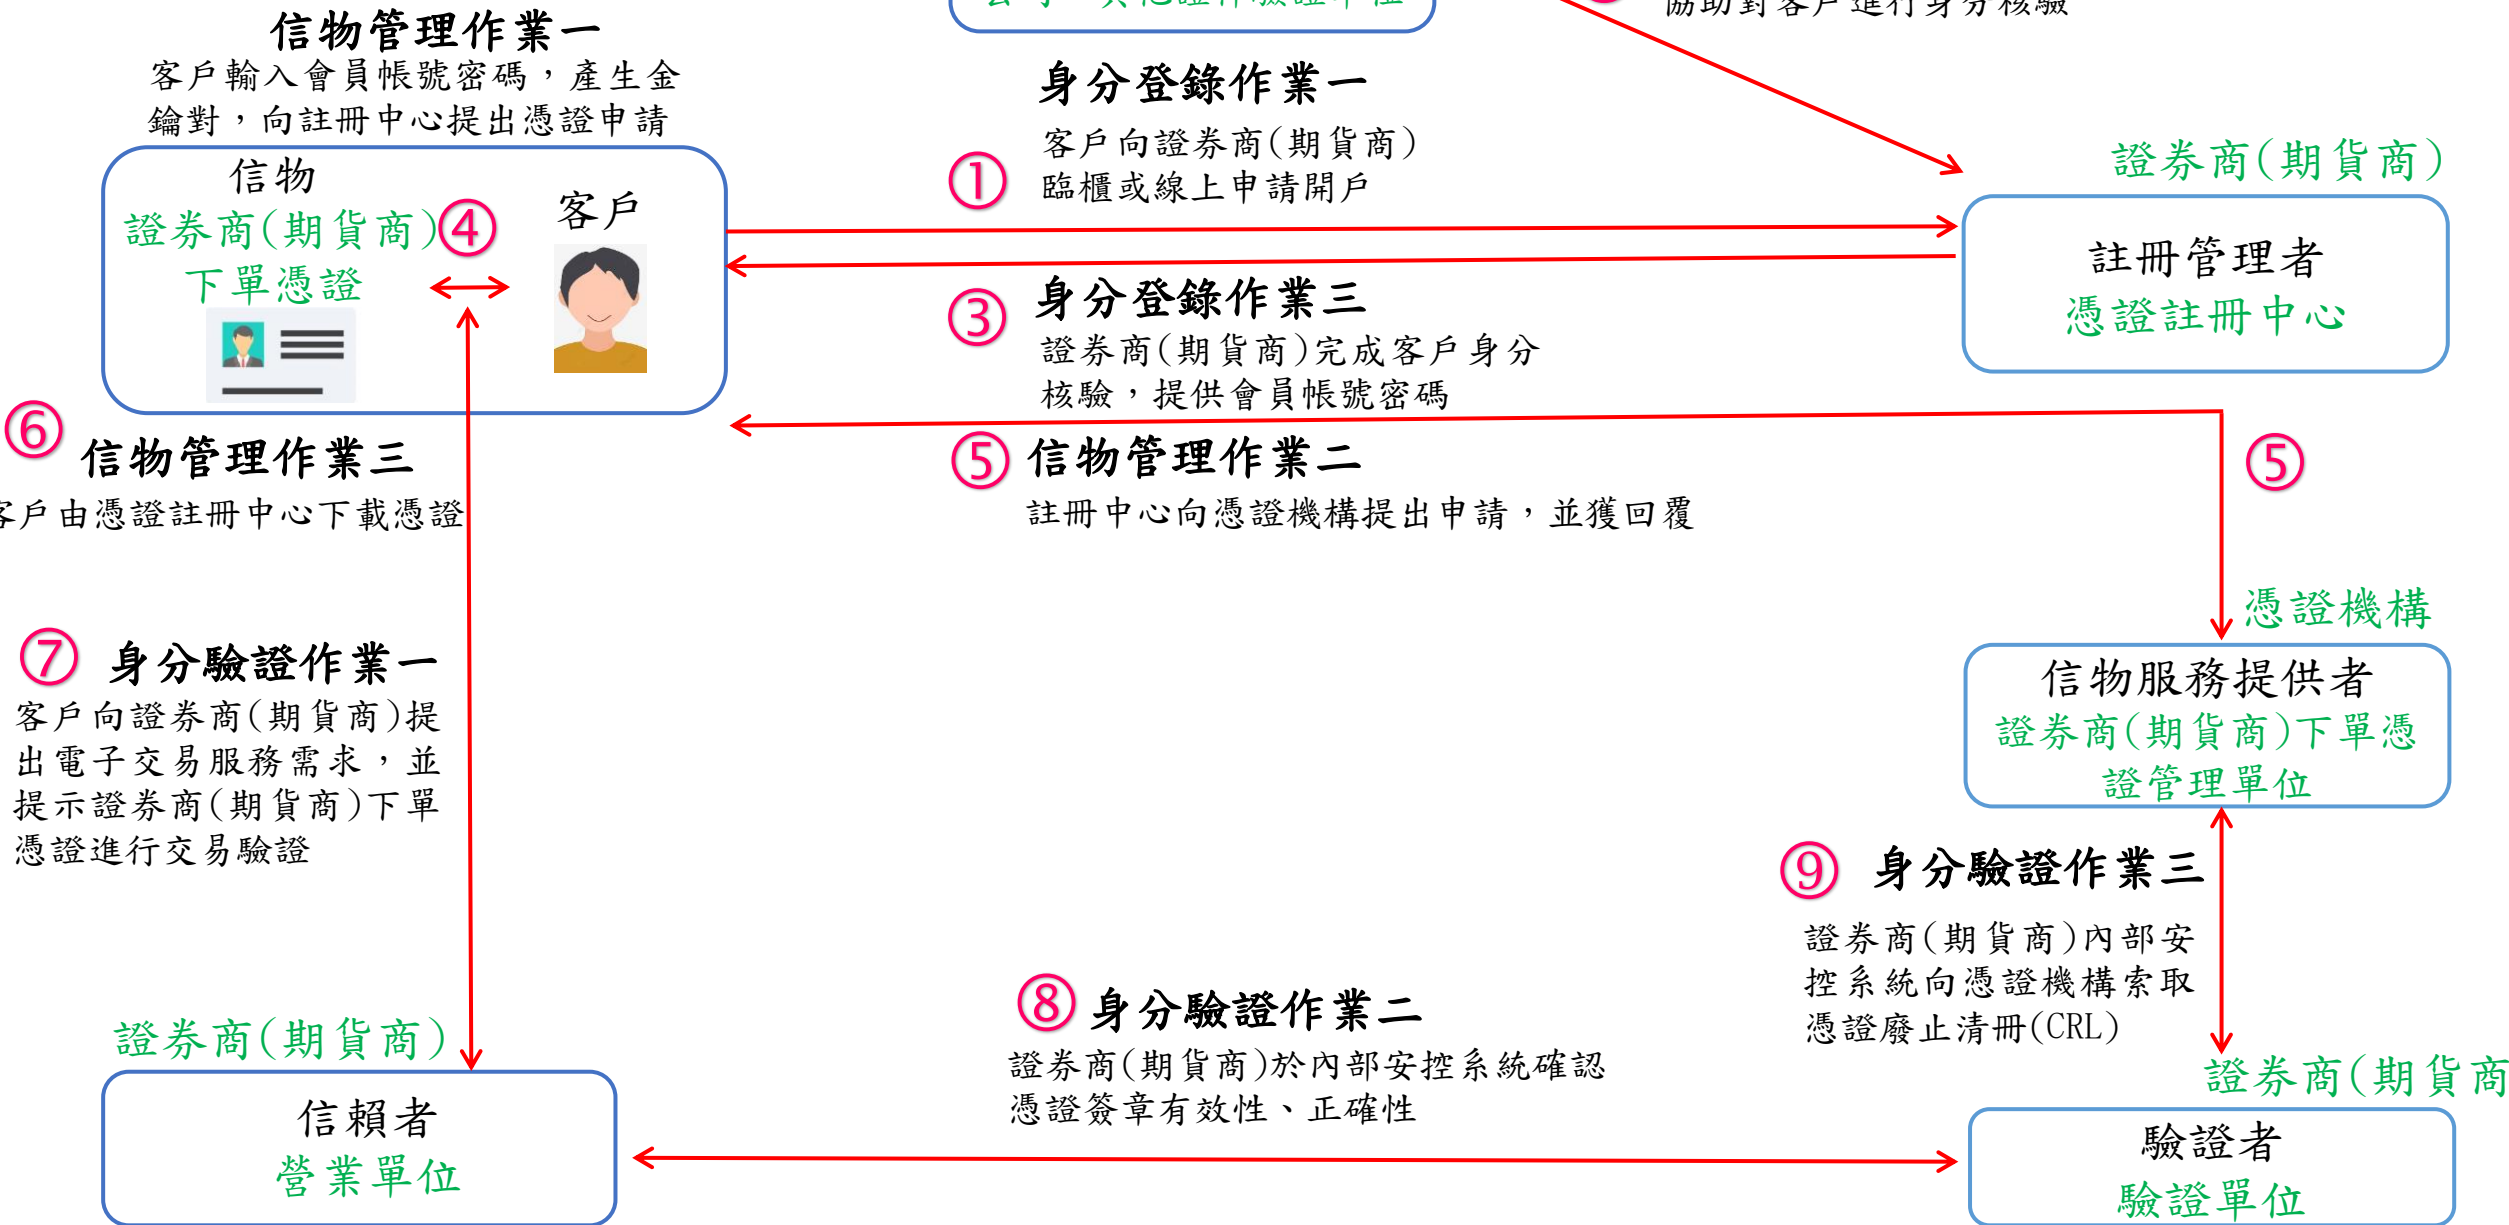 協助對客戶進行身分核驗
信物管理作業一
客戶輸入會員帳號密碼，產生金
鑰對，向註冊中心提出憑證申請
身分登錄作業一
①
客戶向證券商(期貨商)
臨櫃或線上申請開戶
信物
證券商(期貨商)
下單憑證
④
客戶
證券商(期貨商)
註冊管理者
憑證註冊中心
③
身分登錄作業三
證券商(期貨商)完成客戶身分
核驗，提供會員帳號密碼
⑥
信物管理作業三
客戶由憑證註冊中心下載憑證
⑤
信物管理作業二
註冊中心向憑證機構提出申請，並獲回覆
⑤
憑證機構
信物服務提供者
證券商(期貨商)下單憑
證管理單位
⑦
身分驗證作業一
客戶向證券商(期貨商)提
出電子交易服務需求，並
提示證券商(期貨商)下單
憑證進行交易驗證
⑨
身分驗證作業三
證券商(期貨商)內部安
控系統向憑證機構索取
憑證廢止清冊(CRL)
⑧
身分驗證作業二
證券商(期貨商)於內部安控系統確認
憑證簽章有效性、正確性
證券商(期貨商)
信賴者
營業單位
證券商(期貨商
驗證者
驗證單位